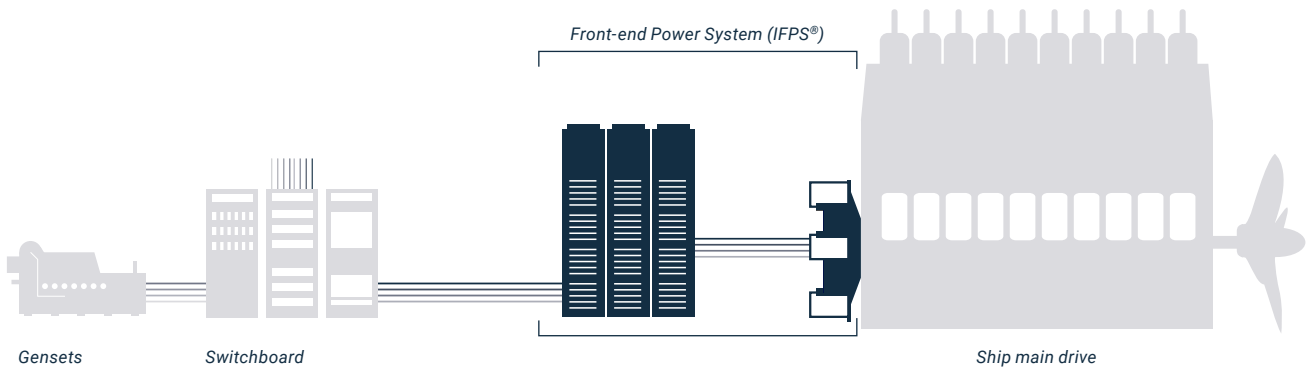 Front-end Power System (IFPS®)
Gensets
Switchboard
Ship main drive